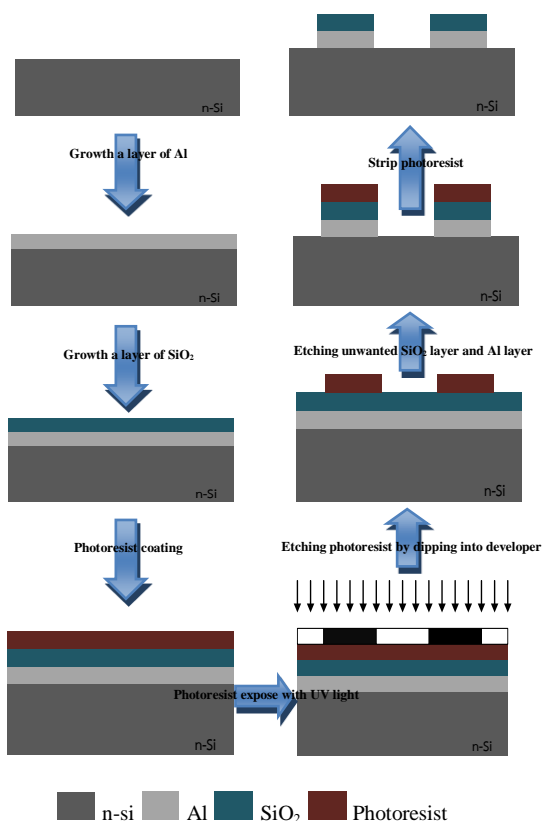 n-Si
Growth a layer of Al
n-Si
Growth a layer of SiO₂
n-Si
Photoresist coating
n-Si
Photoresist expose with UV light
n-Si
Etching photoresist by dipping into developer
n-Si
Etching unwanted SiO₂ layer and Al layer
n-Si
Strip photoresist
n-Si
n-si Al SiO₂ Photoresist